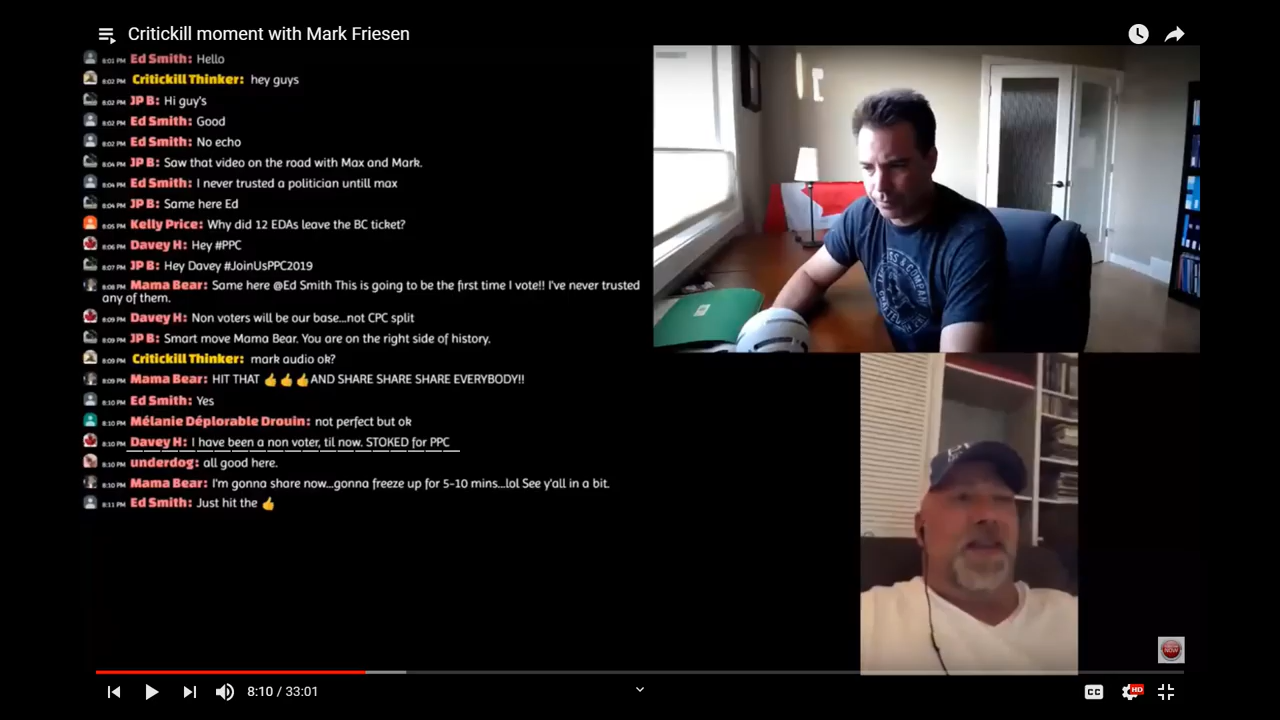 Critickill moment with Mark Friesen
8:01 PM Ed Smith: Hello
8:02 PM Critickill Thinker: hey guys
8:02 PM JP B: Hi guy's
8:02 PM Ed Smith: Good
8:02 PM Ed Smith: No echo
8:04 PM JP B: Saw that video on the road with Max and Mark.
8:04 PM Ed Smith: I never trusted a politician untill max
8:04 PM JP B: Same here Ed
8:05 PM Kelly Price: Why did 12 EDAs leave the BC ticket?
8:06 PM Davey H: Hey #PPC
8:07 PM JP B: Hey Davey #JoinUsPPC2019
8:08 PM Mama Bear: Same here @Ed Smith This is going to be the first time I vote!! I've never trusted
any of them.
8:09 PM Davey H: Non voters will be our base...not CPC split
8:09 PM JP B: Smart move Mama Bear. You are on the right side of history.
8:09 PM Critickill Thinker: mark audio ok?
8:09 PM Mama Bear: HIT THAT 👍👍👍AND SHARE SHARE SHARE EVERYBODY!!
8:10 PM Ed Smith: Yes
8:10 PM Mélanie Déplorable Drouin: not perfect but ok
8:10 PM Davey H: I have been a non voter, til now. STOKED for PPC
8:10 PM underdog: all good here.
8:10 PM Mama Bear: I'm gonna share now...gonna freeze up for 5-10 mins...lol See y'all in a bit.
8:11 PM Ed Smith: Just hit the 👍
& COMPANY
NOW
8:10 / 33:01
CC
HD